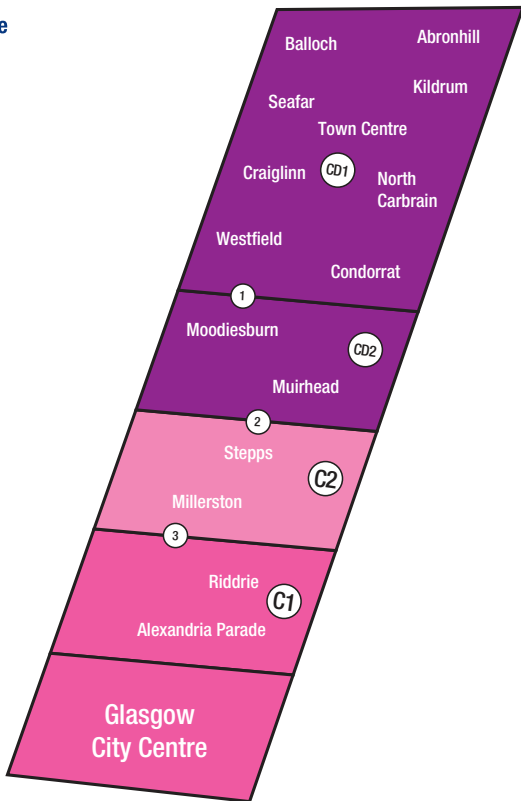 e
Balloch
Abronhill
Kildrum
Seafar
Town Centre
Craiglinn
CD1
North
Carbrain
Westfield
Condorrat
1
Moodiesburn
CD2
Muirhead
2
Stepps
C2
Millerston
3
Riddrie
C1
Alexandria Parade
Glasgow
City Centre